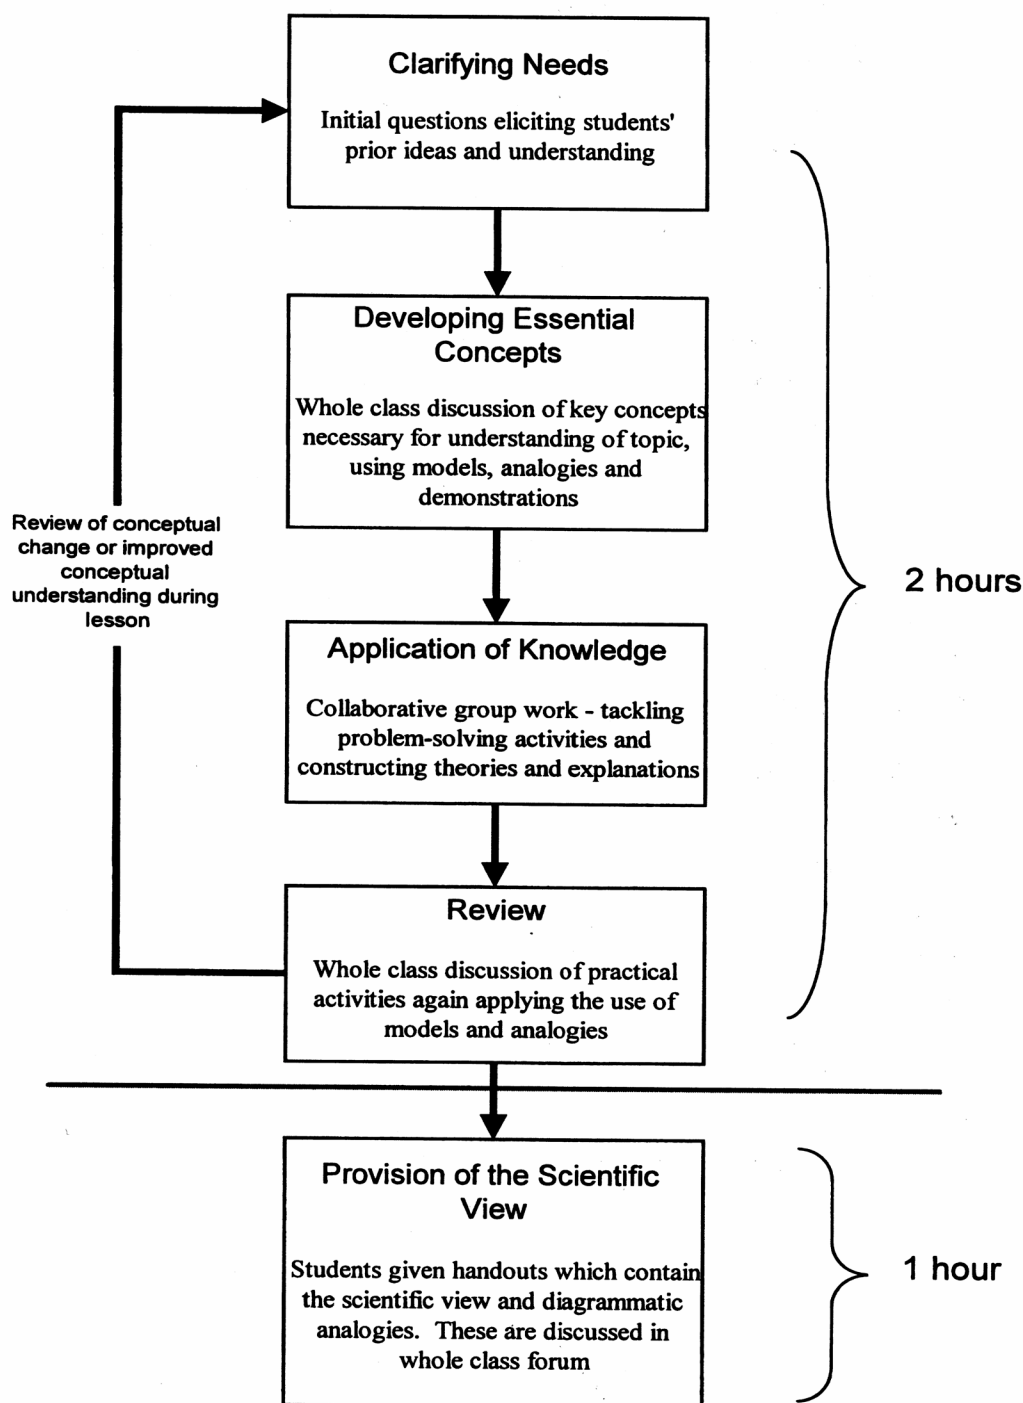 Clarifying Needs
Initial questions eliciting students'
prior ideas and understanding
Developing Essential
Concepts
Whole class discussion of key concepts
necessary for understanding of topic,
using models, analogies and
demonstrations
Review of conceptual
change or improved
conceptual
understanding during
lesson
2 hours
Application of Knowledge
Collaborative group work - tackling
problem-solving activities and
constructing theories and explanations
Review
Whole class discussion of practical
activities again applying the use of
models and analogies
Provision of the Scientific
View
Students given handouts which contain
the scientific view and diagrammatic
analogies. These are discussed in
whole class forum
1 hour